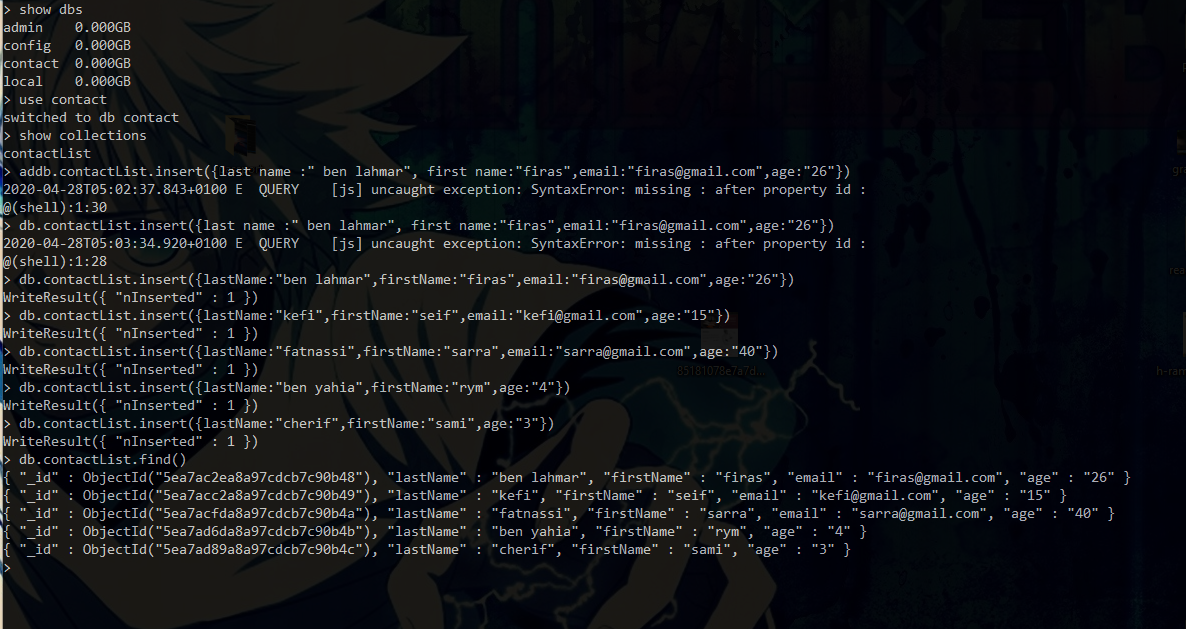 > show dbs
admin    0.000GB
config   0.000GB
contact  0.000GB
local    0.000GB
> use contact
switched to db contact
> show collections
contactList
> addb.contactList.insert({last name :" ben lahmar", first name:"firas",email:"firas@gmail.com",age:"26"})
2020-04-28T05:02:37.843+0100 E  QUERY    [js] uncaught exception: SyntaxError: missing : after property id :
@(shell):1:30
> db.contactList.insert({last name :" ben lahmar", first name:"firas",email:"firas@gmail.com",age:"26"})
2020-04-28T05:03:34.920+0100 E  QUERY    [js] uncaught exception: SyntaxError: missing : after property id :
@(shell):1:28
> db.contactList.insert({lastName:"ben lahmar",firstName:"firas",email:"firas@gmail.com",age:"26"})
WriteResult({ "nInserted" : 1 })
> db.contactList.insert({lastName:"kefi",firstName:"seif",email:"kefi@gmail.com",age:"15"})
WriteResult({ "nInserted" : 1 })
> db.contactList.insert({lastName:"fatnassi",firstName:"sarra",email:"sarra@gmail.com",age:"40"})
WriteResult({ "nInserted" : 1 })
> db.contactList.insert({lastName:"ben yahia",firstName:"rym",age:"4"})
WriteResult({ "nInserted" : 1 })
> db.contactList.insert({lastName:"cherif",firstName:"sami",age:"3"})
WriteResult({ "nInserted" : 1 })
> db.contactList.find()
{ "_id" : ObjectId("5ea7ac2ea8a97cdcb7c90b48"), "lastName" : "ben lahmar", "firstName" : "firas", "email" : "firas@gmail.com", "age" : "26" }
{ "_id" : ObjectId("5ea7acc2a8a97cdcb7c90b49"), "lastName" : "kefi", "firstName" : "seif", "email" : "kefi@gmail.com", "age" : "15" }
{ "_id" : ObjectId("5ea7acfda8a97cdcb7c90b4a"), "lastName" : "fatnassi", "firstName" : "sarra", "email" : "sarra@gmail.com", "age" : "40" }
{ "_id" : ObjectId("5ea7ad6da8a97cdcb7c90b4b"), "lastName" : "ben yahia", "firstName" : "rym", "age" : "4" }
{ "_id" : ObjectId("5ea7ad89a8a97cdcb7c90b4c"), "lastName" : "cherif", "firstName" : "sami", "age" : "3" }
>